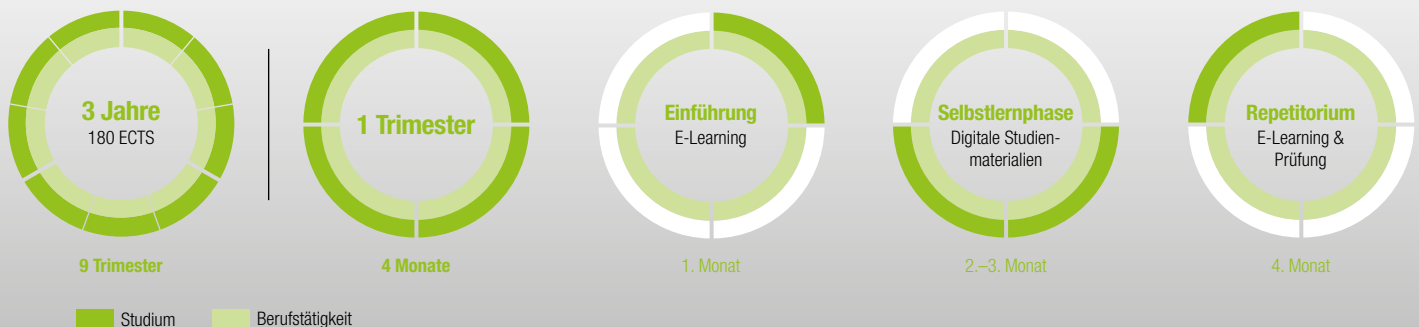 3 Jahre
180 ECTS
9 Trimester
1 Trimester
4 Monate
Einführung
E-Learning
1. Monat
Selbstlernphase
Digitale Studien-
materialien
2.–3. Monat
Repetitorium
E-Learning &
Prüfung
4. Monat
Studium
Berufstätigkeit